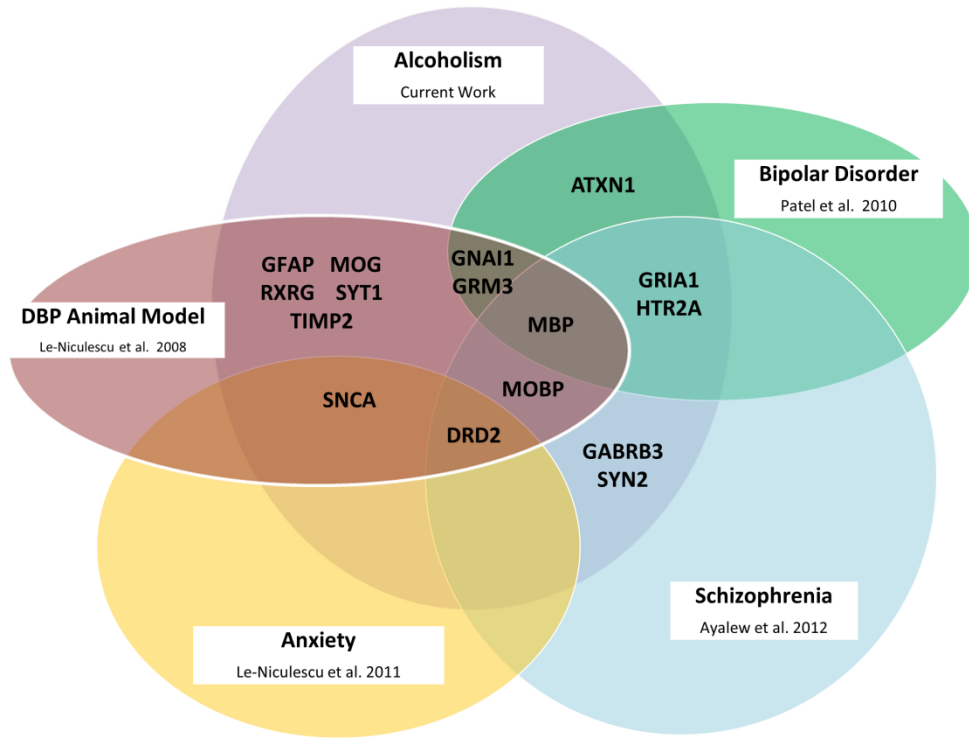 Alcoholism
Current Work
ATXN1
Bipolar Disorder
Patel et al. 2010
GNAI1
GRM3
GFAP MOG
RXRG SYT1
TIMP2
GRIA1
HTR2A
DBP Animal Model
Le-Niculescu et al. 2008
MBP
MOBP
SNCA
DRD2
GABRB3
SYN2
Schizophrenia
Ayalew et al. 2012
Anxiety
Le-Niculescu et al. 2011